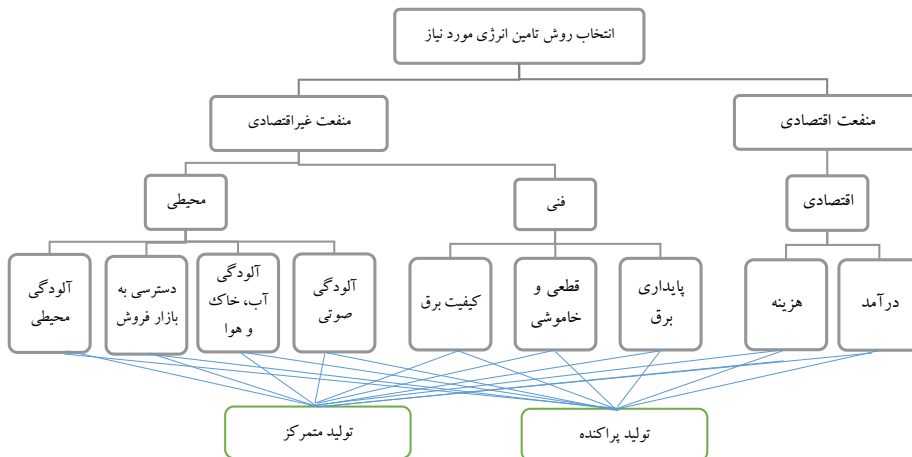 انتخاب روش تامین انرژی مورد نیاز
منفعت اقتصادی
منفعت غیراقتصادی
اقتصادی
فنی
محیطی
درآمد
هزینه
پایداری
برق
قطعی و
خاموشی
کیفیت برق
آلودگی
صوتی
آلودگی
آب، خاک
و هوا
دسترسی به
بازار فروش
آلودگی
محیطی
تولید پراکنده
تولید متمرکز